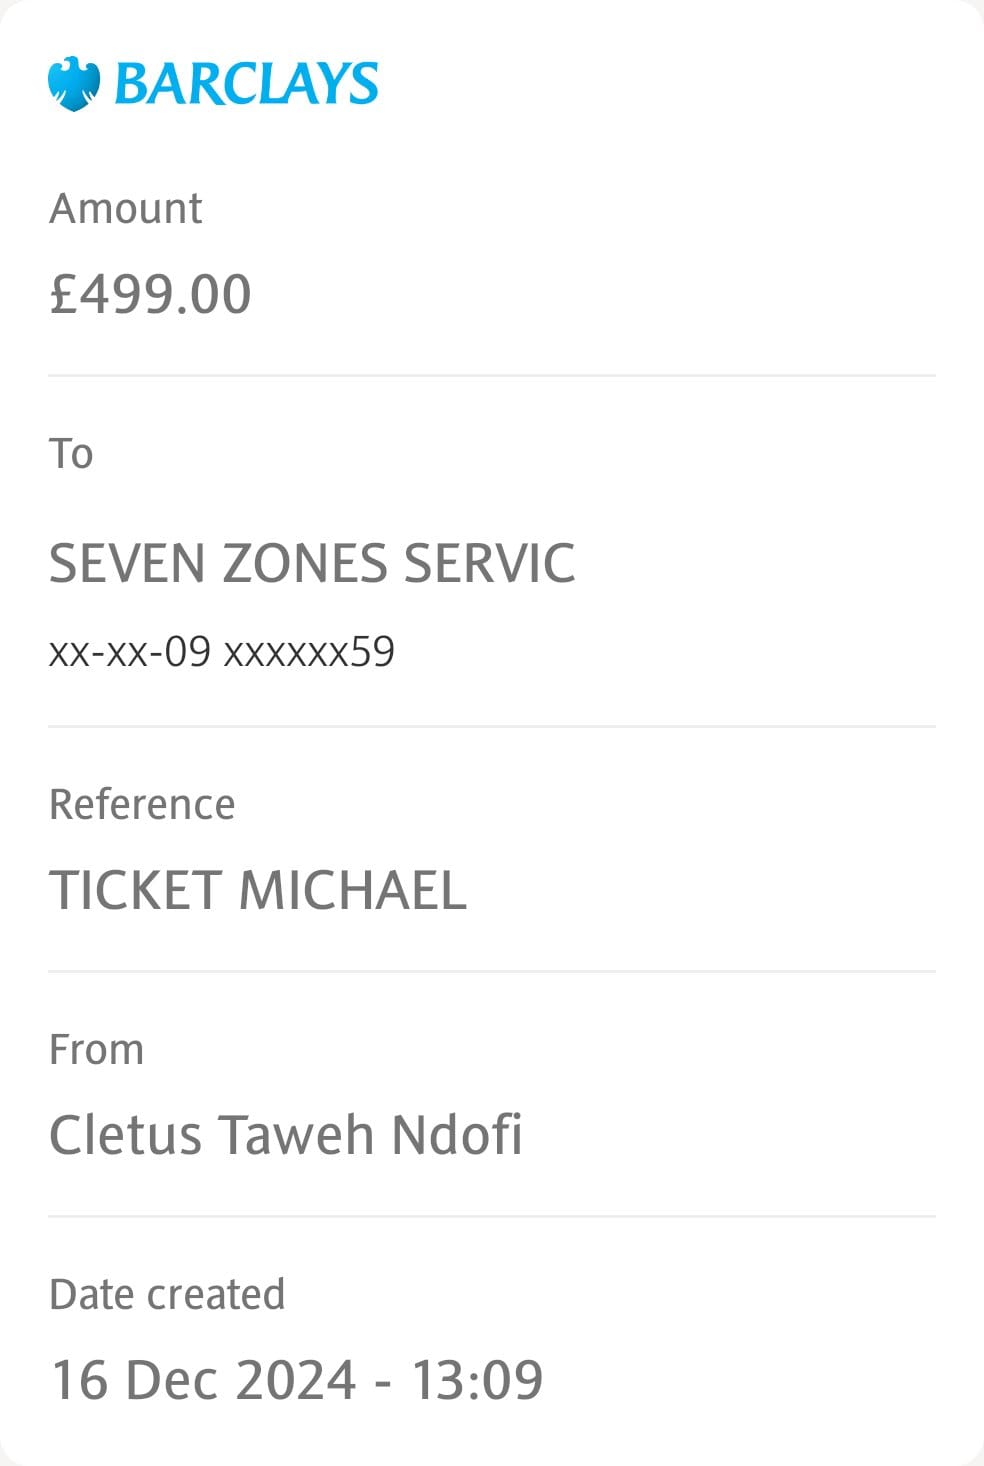 BARCLAYS
Amount
£499.00
To
SEVEN ZONES SERVIC
xx-xx-09 xxxxxx59
Reference
TICKET MICHAEL
From
Cletus Taweh Ndofi
Date created
16 Dec 2024 - 13:09